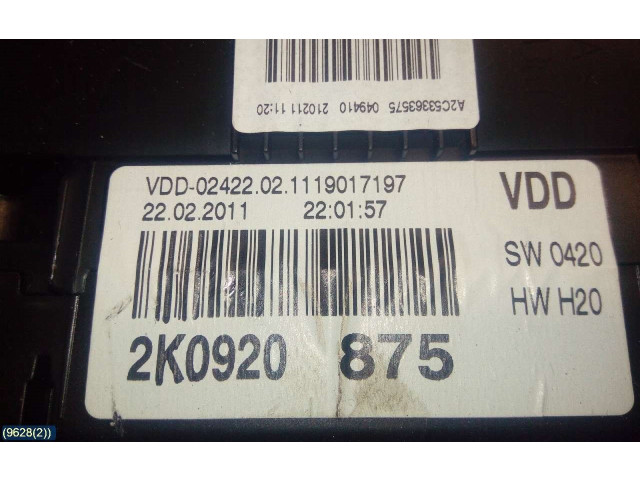 A2C53363575 049410 210211 11:20
VDD-02422.02.1119017197
22.02.2011 22:01:57
VDD
SW 0420
HW H20
2K0920 875
(9628(2))